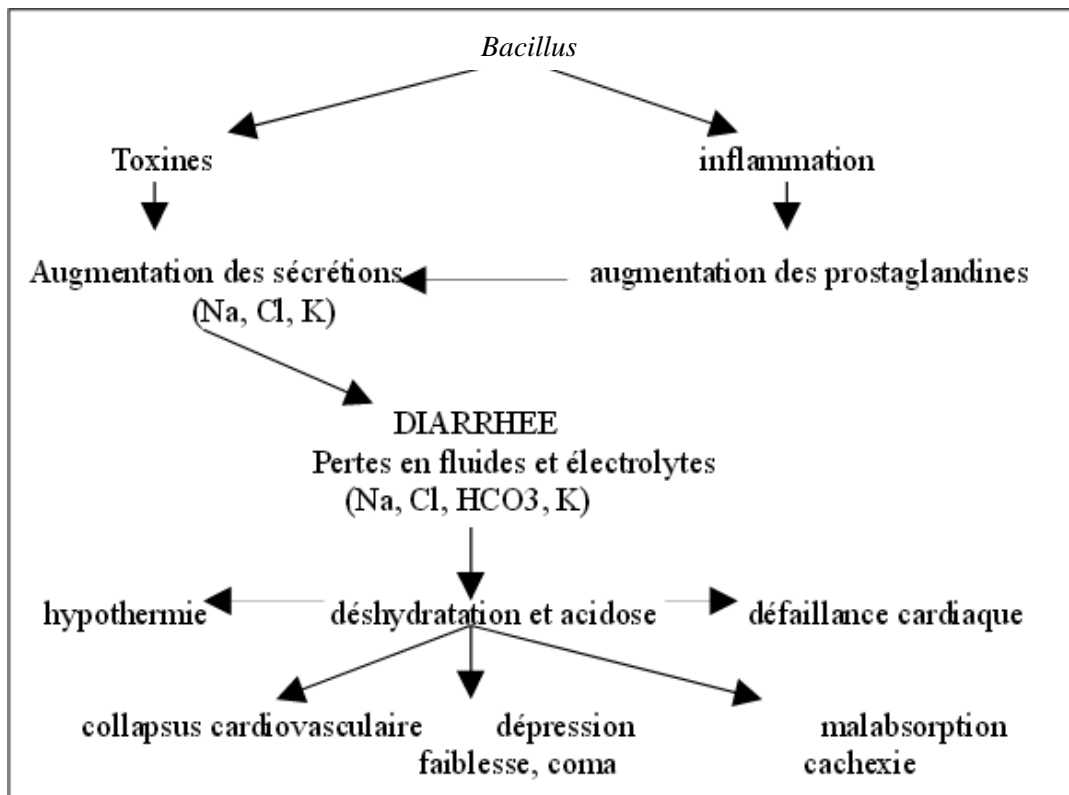 Bacillus
Toxines
inflammation
Augmentation des sécrétions
augmentation des prostaglandines
(Na, Cl, K)
DIARRHEE
Pertes en fluides et électrolytes
(Na, Cl, HCO3, K)
hypothermie
déshydratation et acidose
défaillance cardiaque
collapsus cardiovasculaire
dépression
malabsorption
faiblesse, coma
cachexie